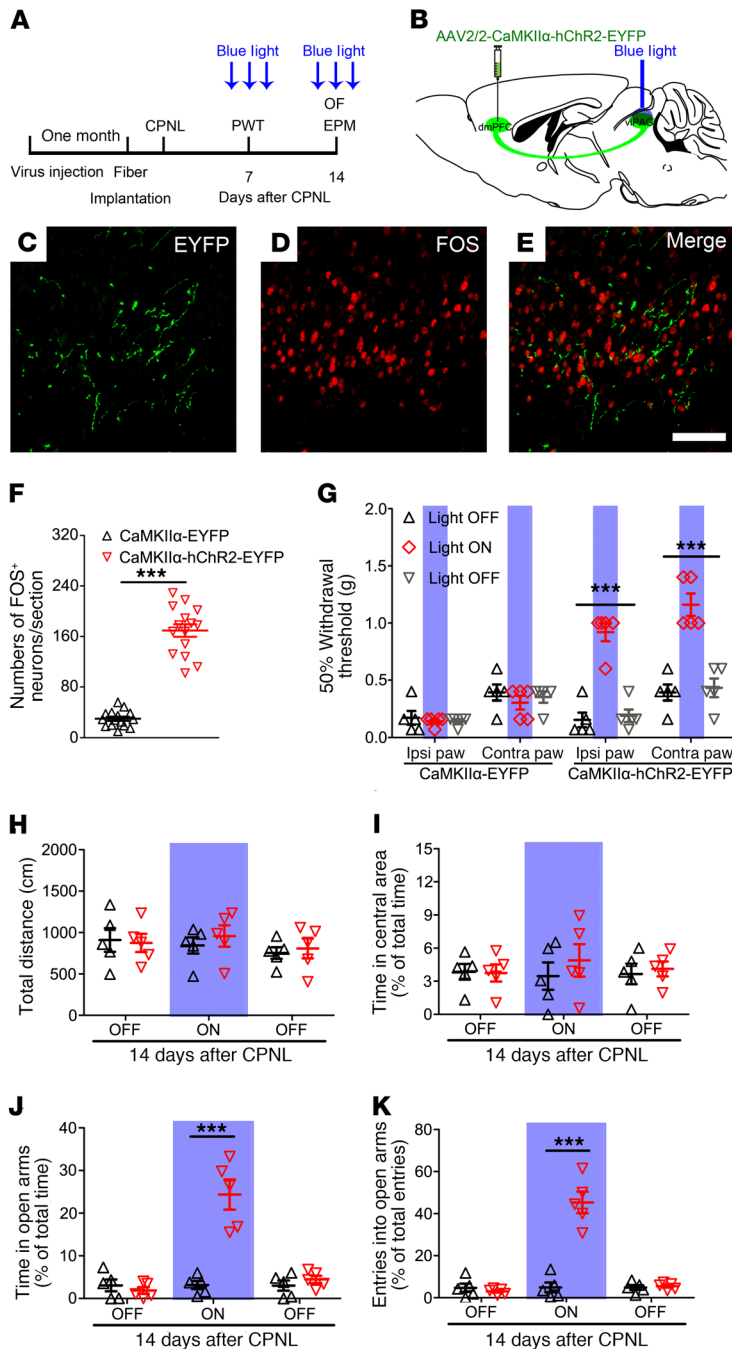 A
Blue light
Blue light
OF
One month
CPNL
PWT
EPM
Virus injection
Fiber
7
14
Implantation
Days after CPNL
B
AAV2/2-CaMKIIα-hChR2-EYFP
Blue light
dmPFC
vlPAG
C
EYFP
D
FOS
E
Merge
F
Numbers of FOS⁺
neurons/section
320
240
160
80
0
CaMKIIα-EYFP
CaMKIIα-hChR2-EYFP
***
G
50% Withdrawal
threshold (g)
2.0
1.5
1.0
0.5
0.0
Light OFF
Light ON
Light OFF
***
***
Ipsi paw
Contra paw
Ipsi paw
Contra paw
CaMKIIα-EYFP
CaMKIIα-hChR2-EYFP
H
Total distance (cm)
2000
1500
1000
500
0
OFF
ON
OFF
14 days after CPNL
I
Time in central area
(% of total time)
15
12
9
6
3
0
OFF
ON
OFF
14 days after CPNL
J
Time in open arms
(% of total time)
40
30
20
10
0
***
OFF
ON
OFF
14 days after CPNL
K
Entries into open arms
(% of total entries)
80
60
40
20
0
***
OFF
ON
OFF
14 days after CPNL